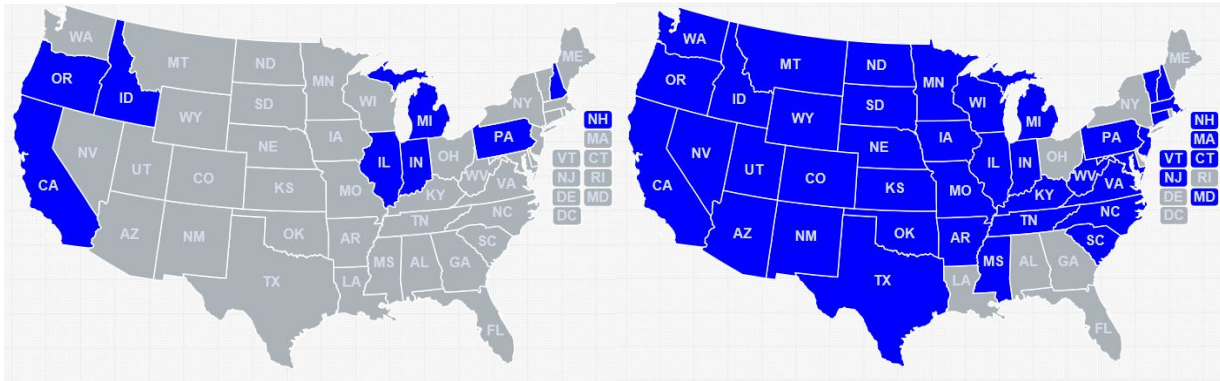 WA
MT
ND
MN
ME
OR
ID
SD
WI
NY
WY
MI
IA
PA
NE
NV
IL
IN
OH
UT
CO
WV
VA
CA
KS
MO
KY
NC
TN
AZ
NM
OK
AR
SC
MS
AL
GA
TX
LA
FL
NH
MA
VT CT
NJ RI
DE MD
DC
WA
MT
ND
MN
ME
OR
ID
SD
WI
NY
WY
MI
IA
PA
NE
NV
IL
IN
OH
UT
CO
WV
VA
CA
KS
MO
KY
NC
TN
AZ
NM
OK
AR
SC
MS
AL
GA
TX
LA
FL
NH
MA
VT CT
NJ RI
DE MD
DC